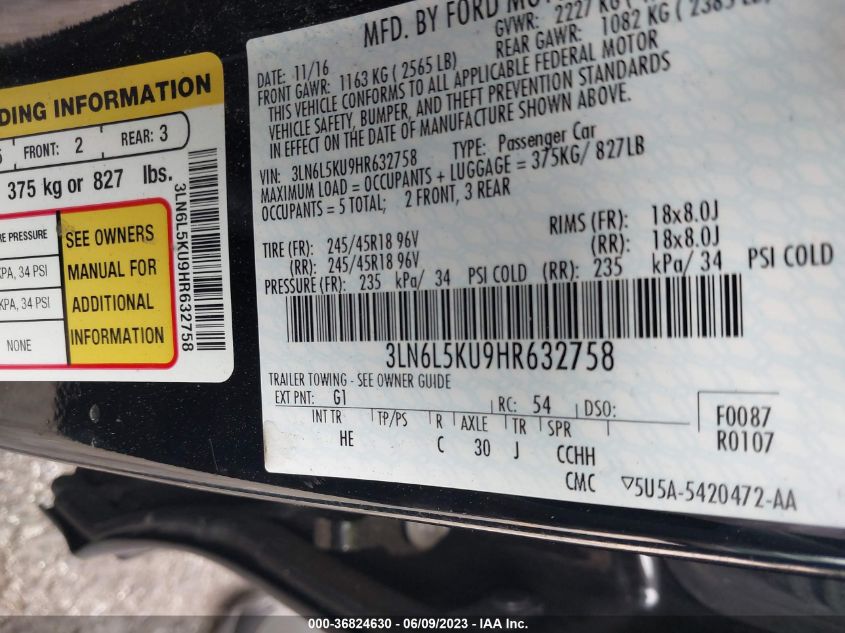 DING INFORMATION
FRONT: 2 REAR: 3
375 kg or 827 lbs.
RE PRESSURE
KPA, 34 PSI
KPA, 34 PSI
NONE
SEE OWNERS
MANUAL FOR
ADDITIONAL
INFORMATION
3LN6L5KU9HR632758
MFD. BY FORD
DATE: 11/16 GVWR: 2227 KG
FRONT GAWR: 1163 KG ( 2565 LB) REAR GAWR: 1082 KG ( 2385 LB)
THIS VEHICLE CONFORMS TO ALL APPLICABLE FEDERAL MOTOR
VEHICLE SAFETY, BUMPER, AND THEFT PREVENTION STANDARDS
IN EFFECT ON THE DATE OF MANUFACTURE SHOWN ABOVE.
VIN: 3LN6L5KU9HR632758 TYPE: Passenger Car
MAXIMUM LOAD = OCCUPANTS + LUGGAGE = 375KG/ 827LB
OCCUPANTS = 5 TOTAL; 2 FRONT, 3 REAR
TIRE (FR): 245/45R18 96V RIMS (FR): 18x8.0J
(RR): 245/45R18 96V (RR): 18x8.0J
PRESSURE (FR): 235 kPa/ 34 PSI COLD (RR): 235 kPa/ 34 PSI COLD
3LN6L5KU9HR632758
TRAILER TOWING - SEE OWNER GUIDE
EXT PNT: G1 RC: 54 DSO:
INT TR TP/PS R AXLE TR SPR
HE C 30 J CCHH
F0087
R0107
CMC ▽5U5A-5420472-AA
000-36824630 - 06/09/2023 - IAA Inc.